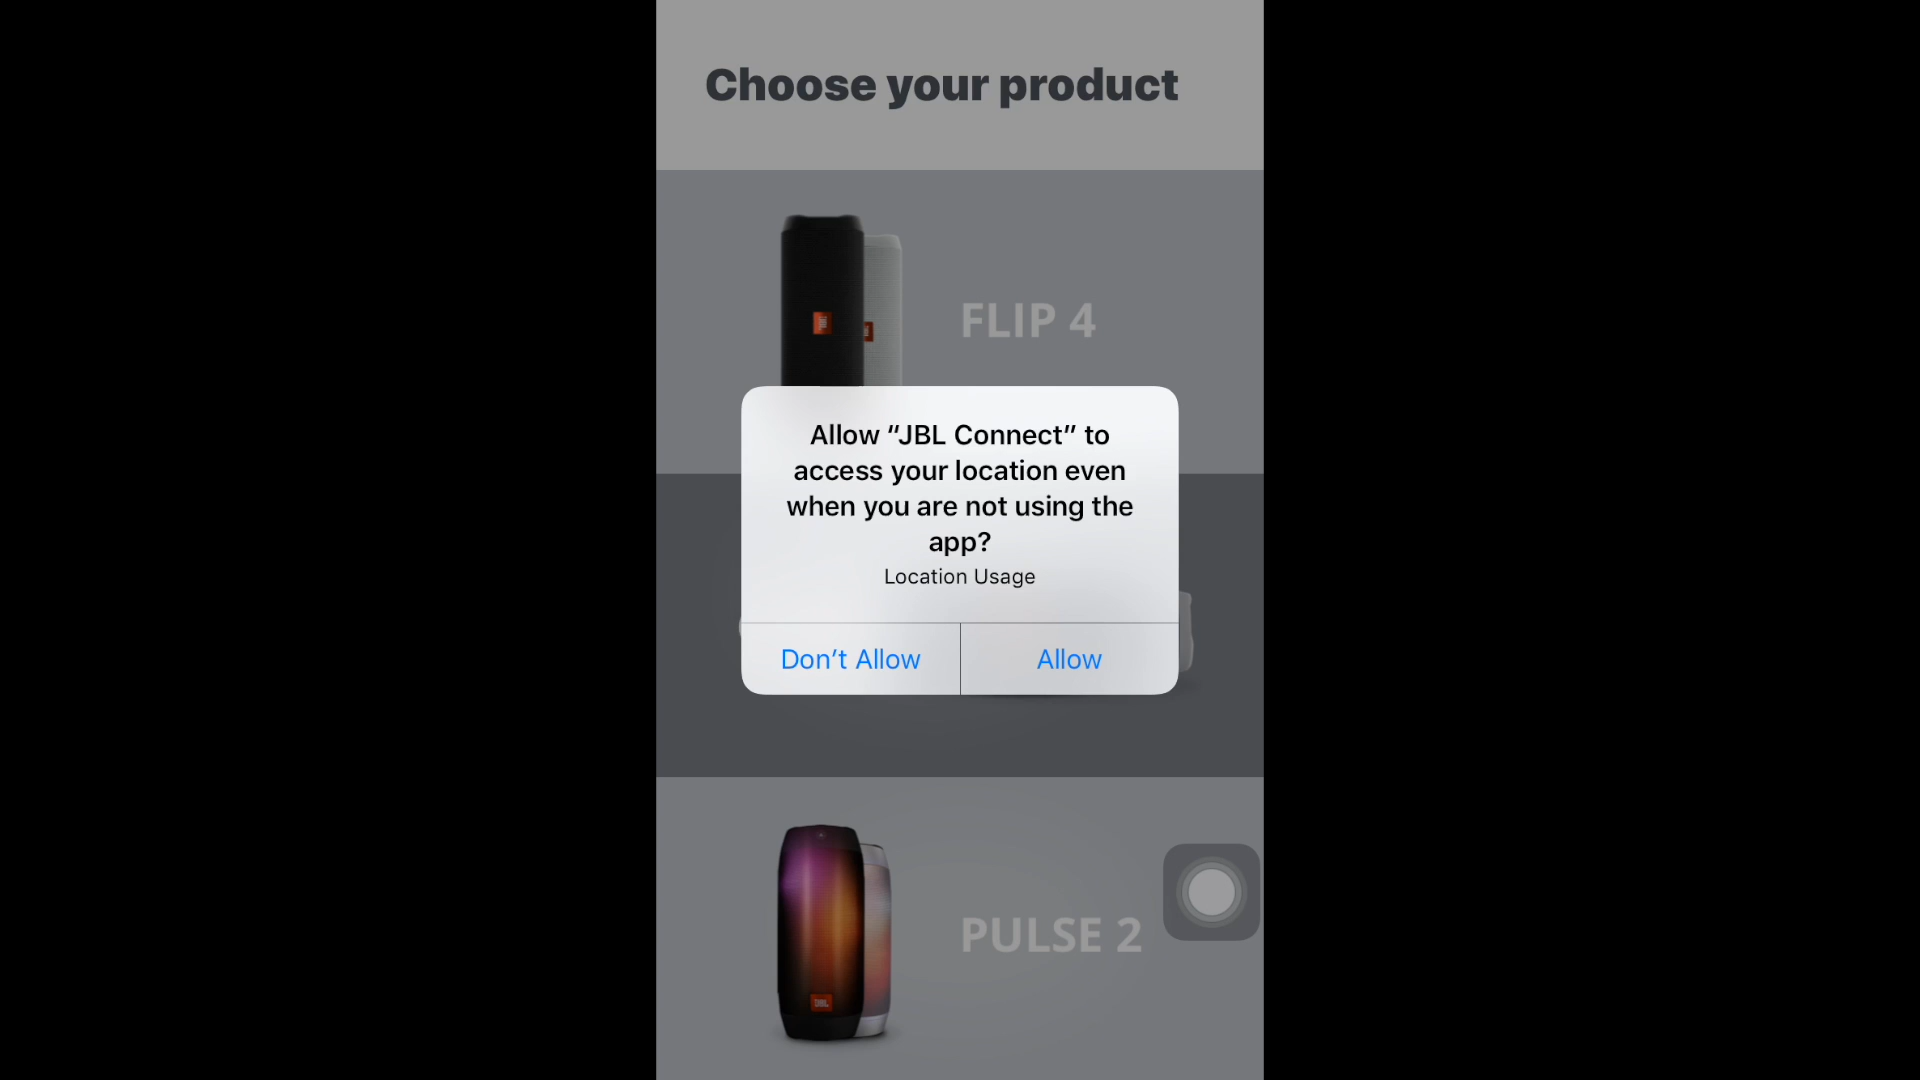 Choose your product
FLIP 4
Allow “JBL Connect” to
access your location even
when you are not using the
app?
Location Usage
Don’t Allow
Allow
PULSE 2
JBL